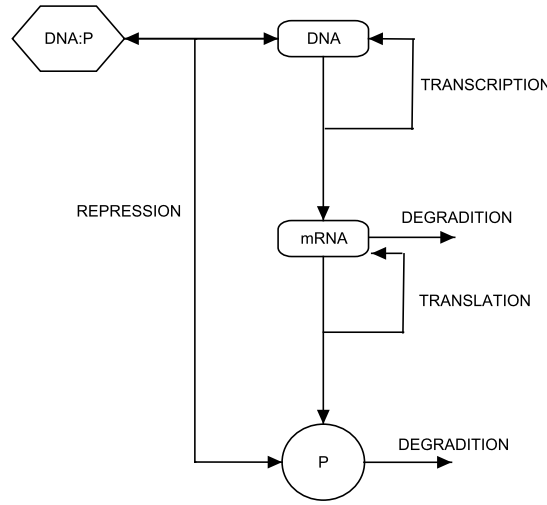 DNA:P
DNA
TRANSCRIPTION
REPRESSION
DEGRADITION
mRNA
TRANSLATION
DEGRADITION
P